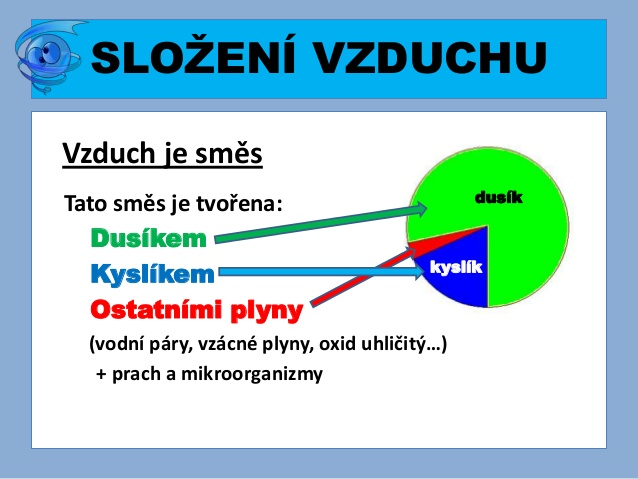 SLOŽENÍ VZDUCHU
Vzduch je směs
Tato směs je tvořena:
Dusíkem
Kyslíkem
Ostatními plyny
(vodní páry, vzácné plyny, oxid uhličitý…)
+ prach a mikroorganizmy
dusík
kyslík